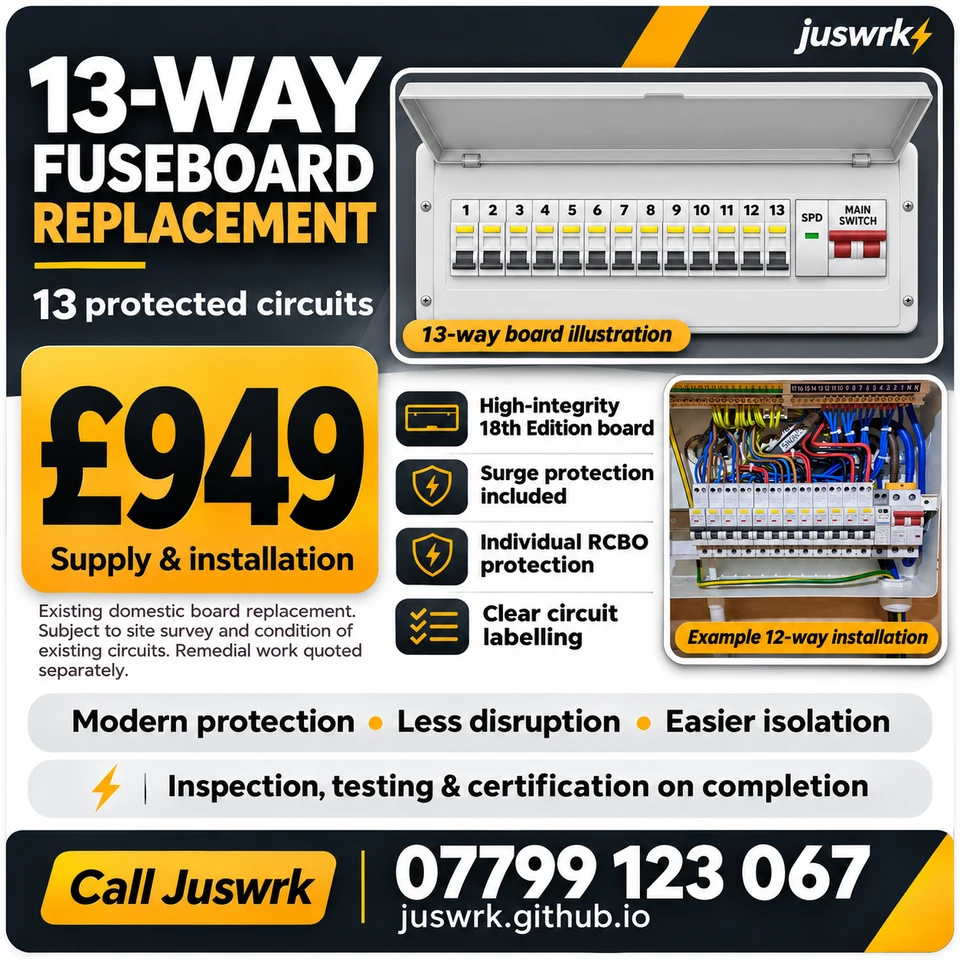 juswrk
13-WAY
FUSEBOARD
REPLACEMENT
13 protected circuits
1 2 3 4 5 6 7 8 9 10 11 12 13
SPD
MAIN
SWITCH
13-way board illustration
£949
Supply & installation
Existing domestic board replacement.
Subject to site survey and condition of
existing circuits. Remedial work quoted
separately.
High-integrity
18th Edition board
Surge protection
included
Individual RCBO
protection
Clear circuit
labelling
Example 12-way installation
Modern protection • Less disruption • Easier isolation
Inspection, testing & certification on completion
Call Juswrk
07799 123 067
juswrk.github.io